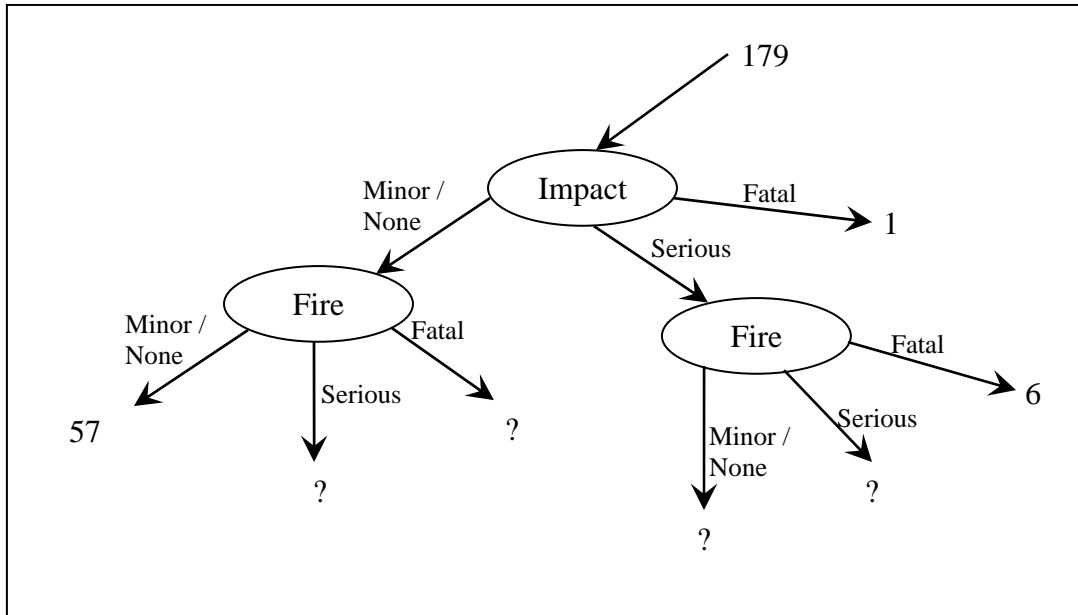 179
Impact
Minor /
None
Fatal
1
Serious
Fire
Minor /
None
Fatal
Serious
57
?
?
Fire
Fatal
6
Serious
Minor /
None
?
?